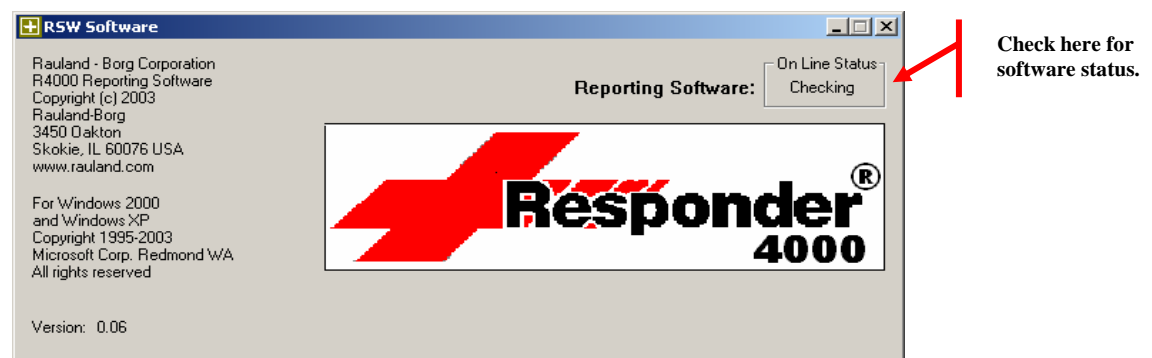 RSW Software
Rauland - Borg Corporation
R4000 Reporting Software
Copyright (c) 2003
Rauland-Borg
3450 Oakton
Skokie, IL 60076 USA
www.rauland.com
For Windows 2000
and Windows XP
Copyright 1995-2003
Microsoft Corp. Redmond WA
All rights reserved
Version: 0.06
On Line Status
Reporting Software: Checking
Responder®
4000
Check here for
software status.